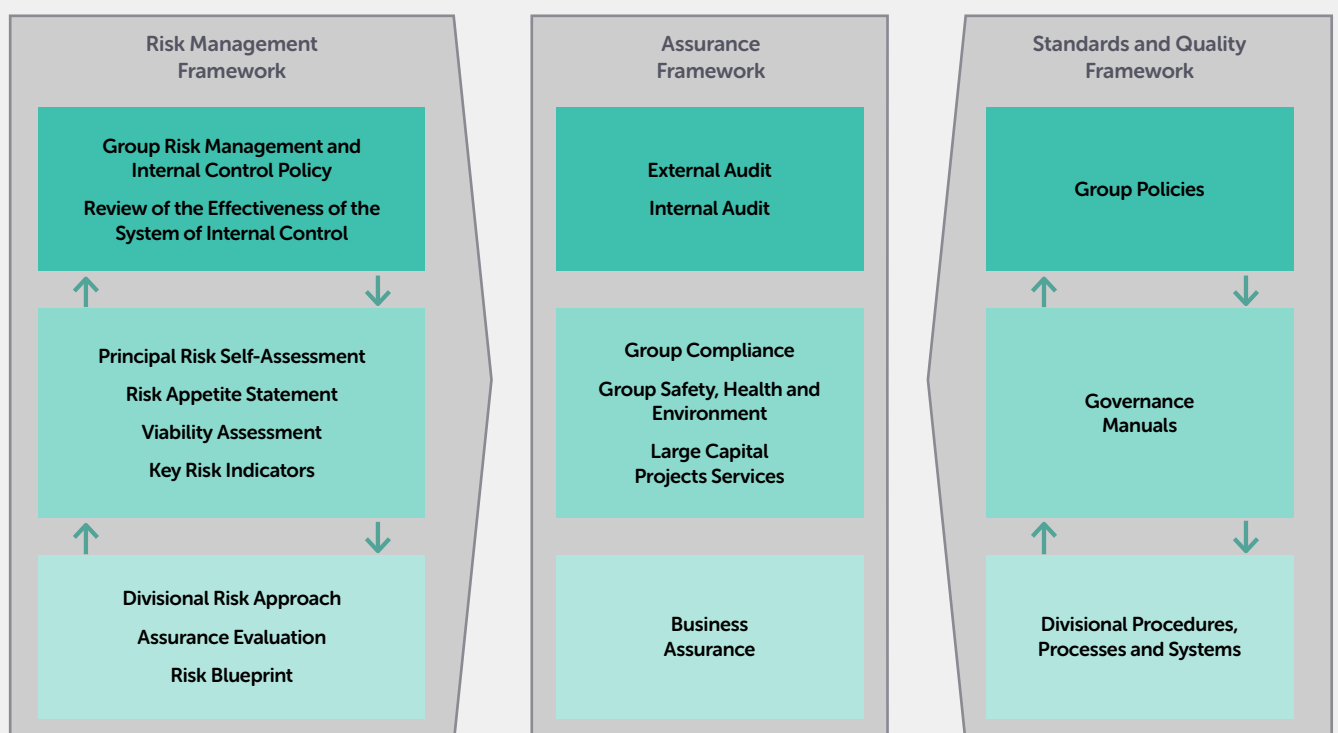 Risk Management
Framework
Group Risk Management and
Internal Control Policy
Review of the Effectiveness of the
System of Internal Control
Principal Risk Self-Assessment
Risk Appetite Statement
Viability Assessment
Key Risk Indicators
Divisional Risk Approach
Assurance Evaluation
Risk Blueprint
Assurance
Framework
External Audit
Internal Audit
Group Compliance
Group Safety, Health and
Environment
Large Capital
Projects Services
Business
Assurance
Standards and Quality
Framework
Group Policies
Governance
Manuals
Divisional Procedures,
Processes and Systems